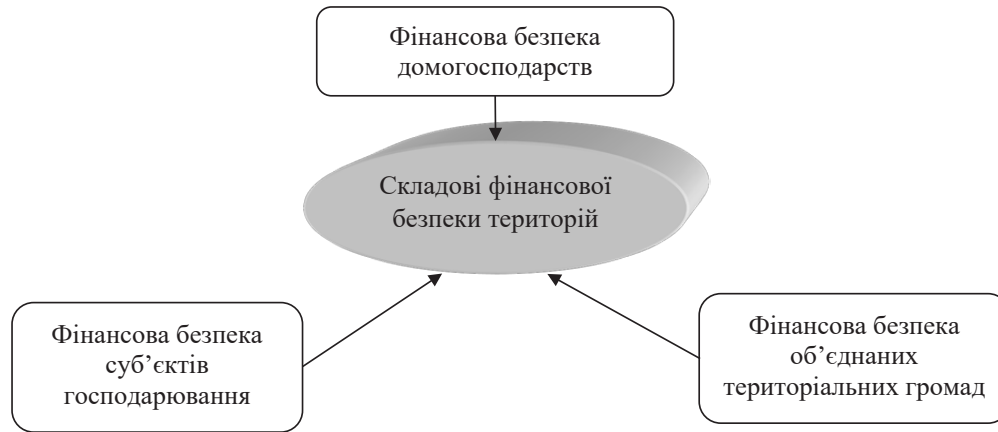 Фінансова безпека
домогосподарств
Складові фінансової
безпеки територій
Фінансова безпека
суб’єктів
господарювання
Фінансова безпека
об’єднаних
територіальних громад